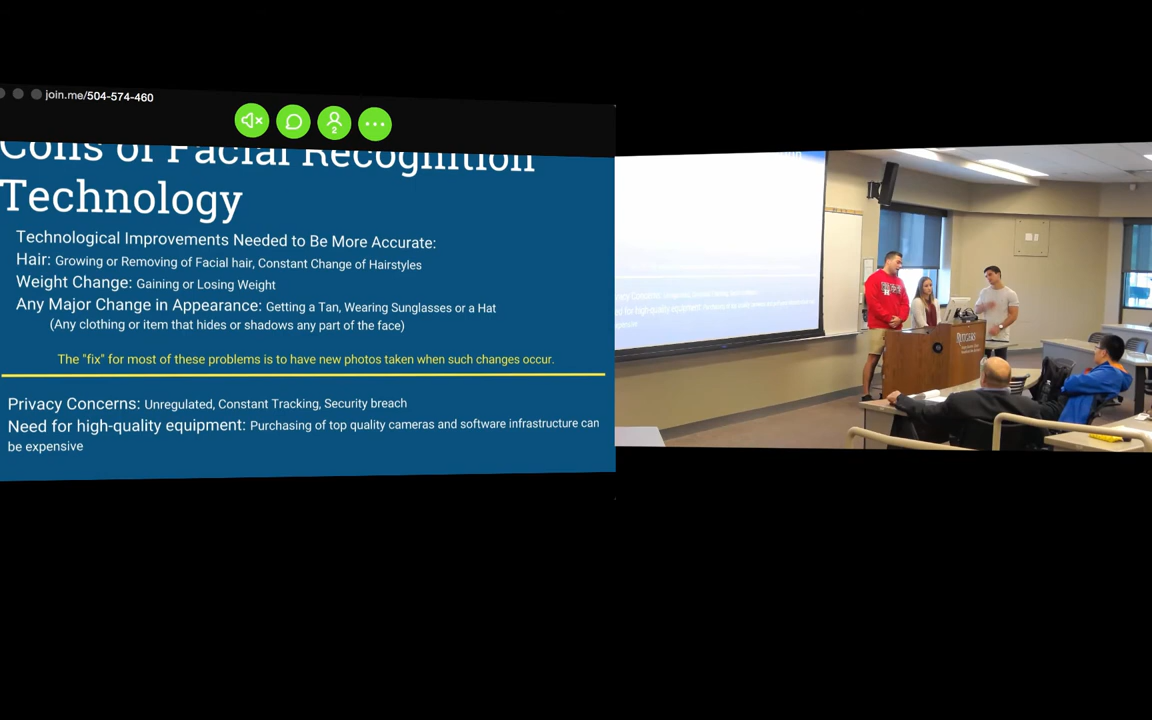 join.me/504-574-460
2
Cons of Facial Recognition
Technology
Technological Improvements Needed to Be More Accurate:
Hair: Growing or Removing of Facial hair, Constant Change of Hairstyles
Weight Change: Gaining or Losing Weight
Any Major Change in Appearance: Getting a Tan, Wearing Sunglasses or a Hat
(Any clothing or item that hides or shadows any part of the face)
The "fix" for most of these problems is to have new photos taken when such changes occur.
Privacy Concerns: Unregulated, Constant Tracking, Security breach
Need for high-quality equipment: Purchasing of top quality cameras and software infrastructure can
be expensive
RUTGERS